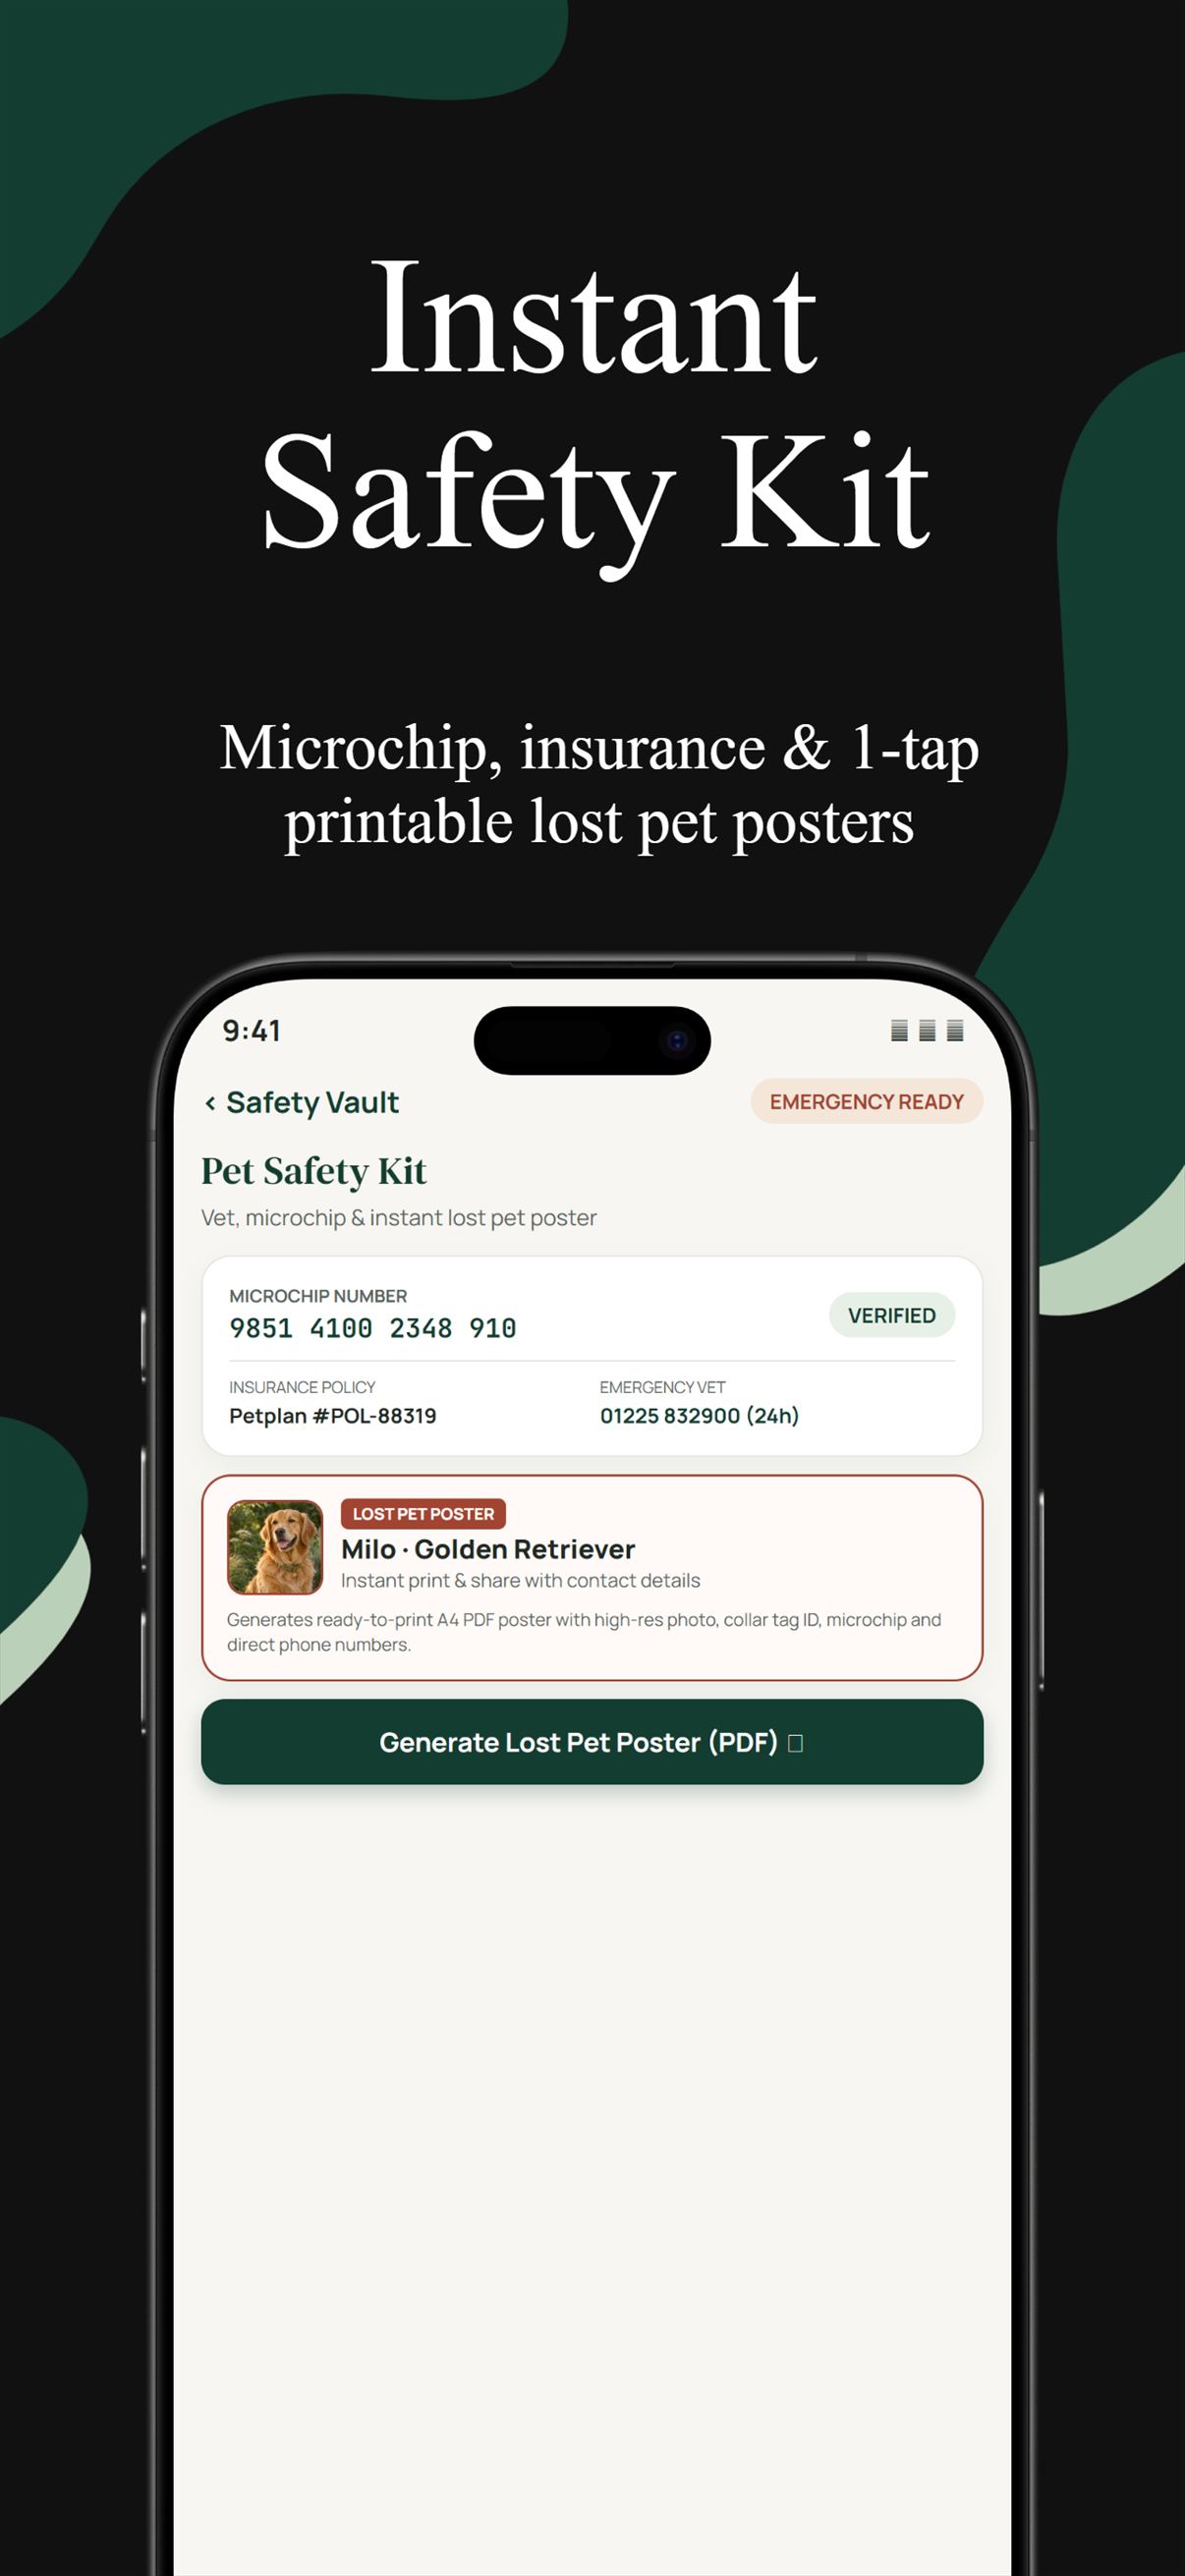 Instant
Safety Kit
Microchip, insurance & 1-tap
printable lost pet posters
9:41
‹ Safety Vault
EMERGENCY READY
Pet Safety Kit
Vet, microchip & instant lost pet poster
MICROCHIP NUMBER
9851 4100 2348 910
VERIFIED
INSURANCE POLICY
EMERGENCY VET
Petplan #POL-88319
01225 832900 (24h)
LOST PET POSTER
Milo · Golden Retriever
Instant print & share with contact details
Generates ready-to-print A4 PDF poster with high-res photo, collar tag ID, microchip and
direct phone numbers.
Generate Lost Pet Poster (PDF)